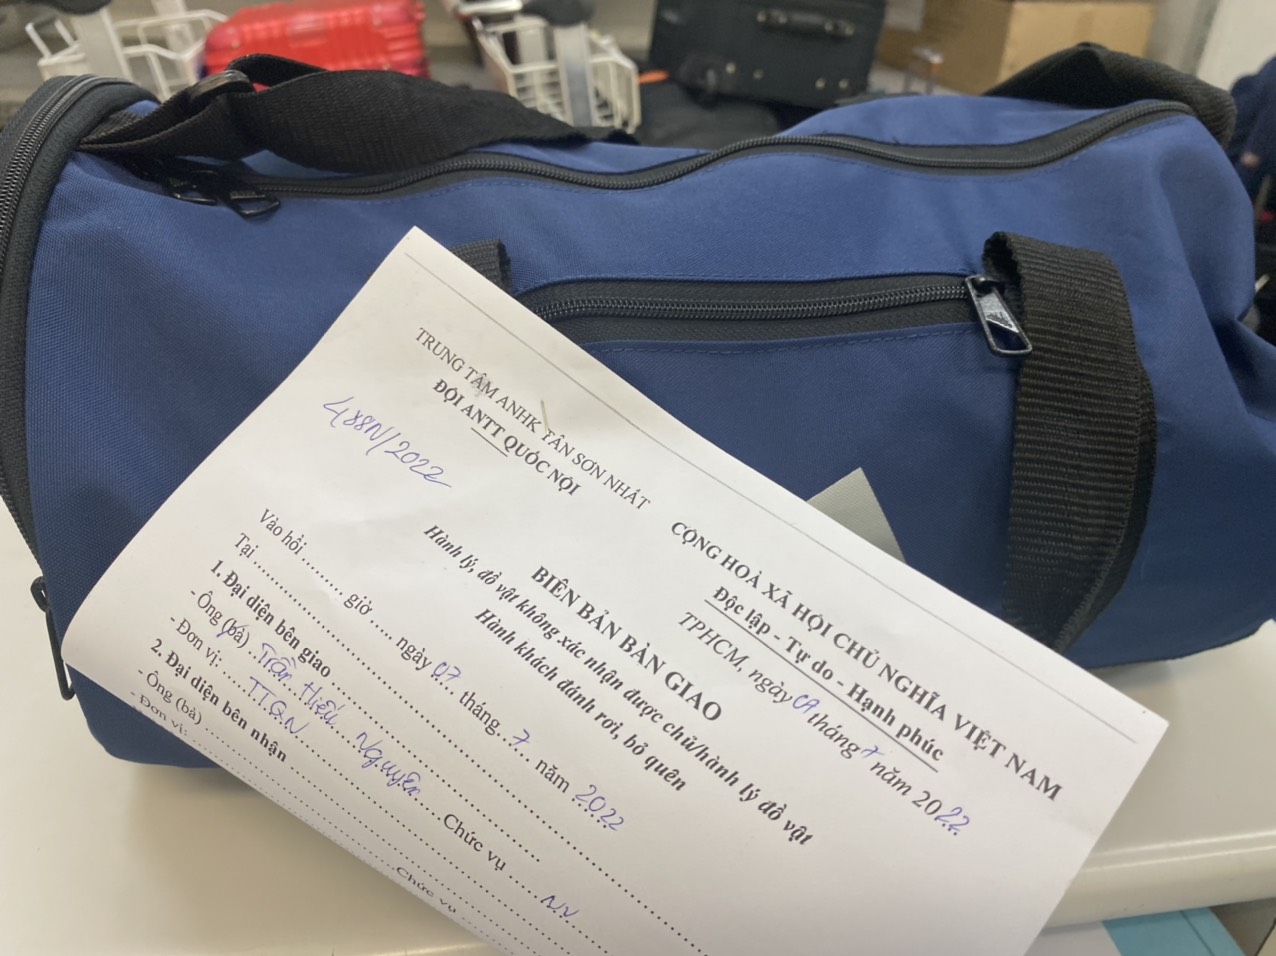 TRUNG TÂM ANHK TÂN SƠN NHẤT
ĐỘI ANTT QUỐC NỘI
488N/2022
CỘNG HOÀ XÃ HỘI CHỦ NGHĨA VIỆT NAM
Độc lập - Tự do - Hạnh phúc
TPHCM, ngày 07 tháng 7 năm 2022
BIÊN BẢN BÀN GIAO
Hành lý, đồ vật không xác nhận được chủ/hành lý đồ vật
Hành khách đánh rơi, bỏ quên
Vào hồi......... giờ ..... ngày 07 tháng 7 năm 2022
Tại
1. Đại diện bên giao
- Ông (bà) Trần Hiếu Nguyên Chức vụ NV
- Đơn vị: TTQN
2. Đại diện bên nhận
- Ông (bà) Chức vụ
- Đơn vị: